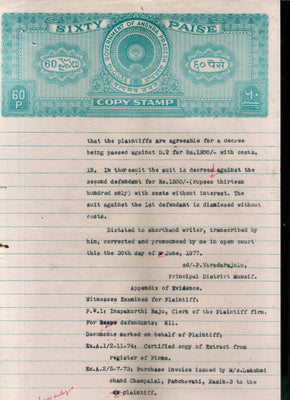 SIXTY PAISE
GOVERNMENT OF ANDHRA PRADESH
60 పైసలు
६० पैसे
60 P.
COPY STAMP
that the plaintiffs are agreeable for a decree
being passed against D.2 for Rs.1300/- with costs.
18. In theresult the suit is decreed against the
second defendant for Rs.1300/-(rupees thirteen
hundred only) with costs without interest. The
suit against the 1st defendant is dismissed without
costs.
Dictated to shorthand writer, transcribed by
him, corrected and pronounced by me in open court
this the 30th day of June, 1977.
sd/-P.Varadarajulu,
Principal District Munsif.
Appendix of Evidence.
Witnesses Examined for Plaintiff;
P.W.1; Inapakurthi Raju, Clerk of the Plaintiff firm.
For defendants; Nil.
Documents marked on behalf of Plaintiff;
Ex.A.1/2-11-74; Certified copy of Extract from
register of Firms.
Ex.A.2/5-7-73; Purchase invoice issued by M/s.Lakshmi
chand Champalal, Panchavati, Nasik-3 to the
plaintiff.